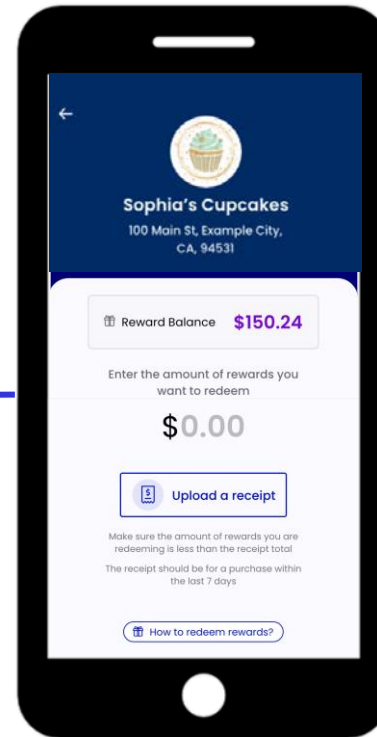 Sophia's Cupcakes
100 Main St, Example City,
CA, 94531
Reward Balance $150.24
Enter the amount of rewards you
want to redeem
$0.00
Upload a receipt
Make sure the amount of rewards you are
redeeming is less than the receipt total
The receipt should be for a purchase within
the last 7 days
How to redeem rewards?